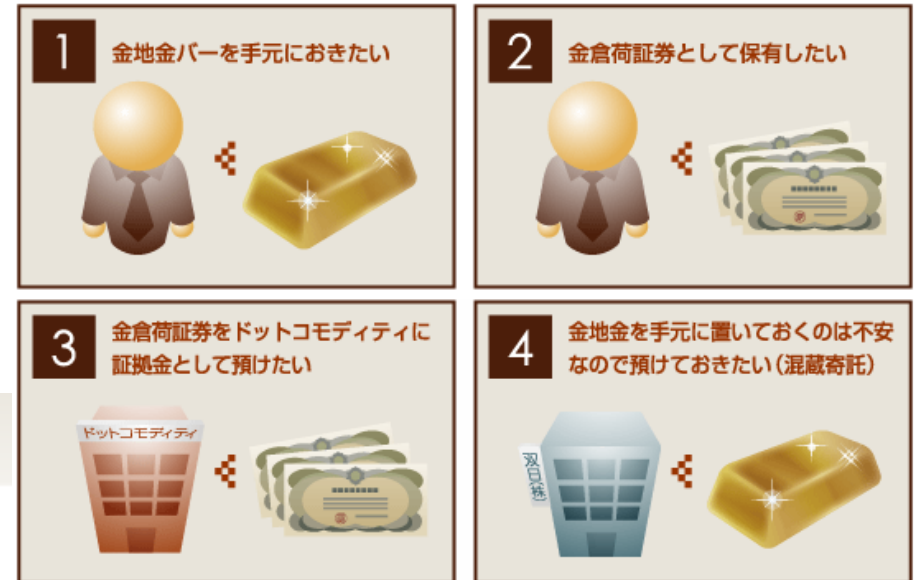 1
金地金バーを手元におきたい
2
金倉荷証券として保有したい
3
金倉荷証券をドットコモディティに
証拠金として預けたい
ドットコモディティ
4
金地金を手元に置いておくのは不安
なので預けておきたい(混蔵寄託)
双日(株)